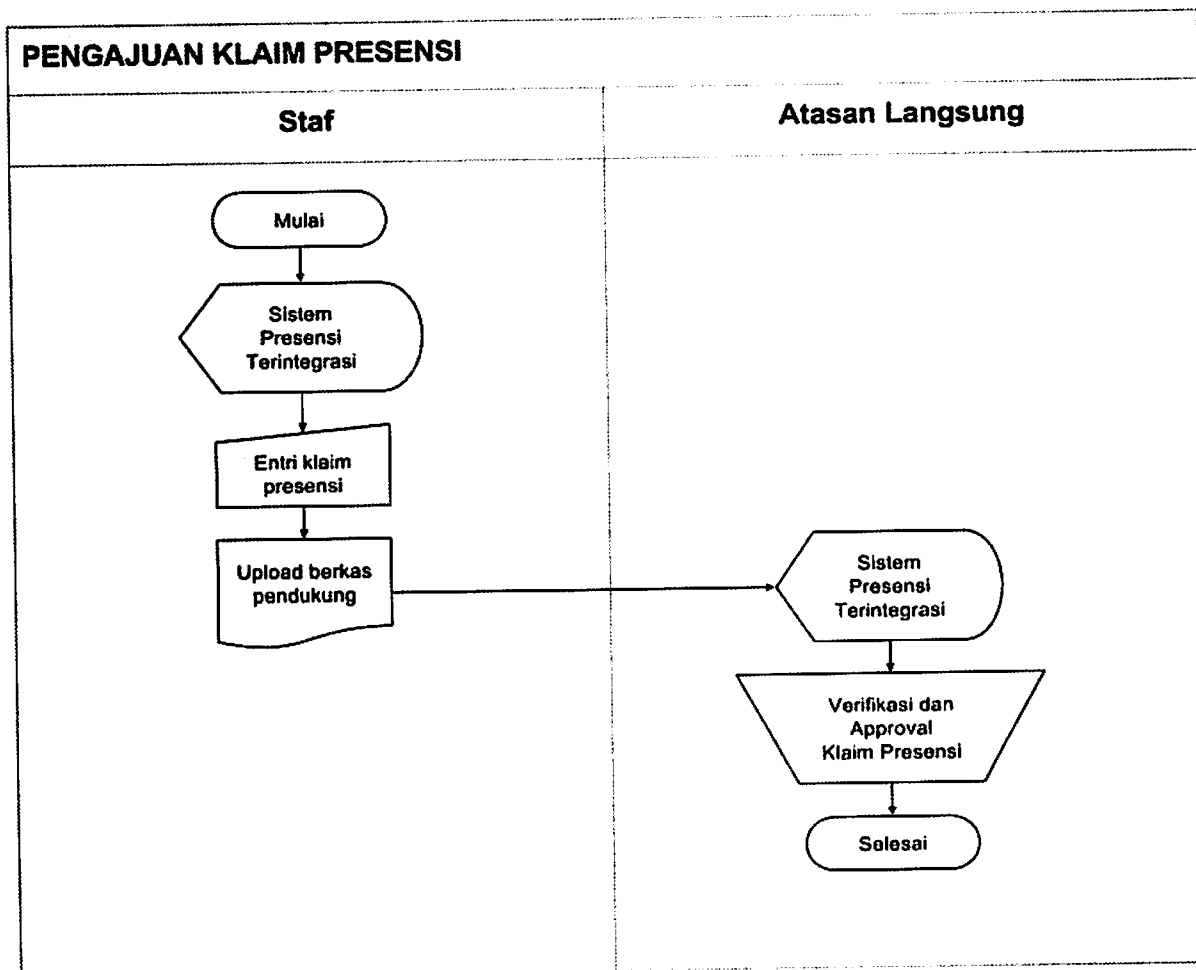 PENGAJUAN KLAIM PRESENSI
Staf
Atasan Langsung
Mulai
Sistem
Presensi
Terintegrasi
Entri klaim
presensi
Upload berkas
pendukung
Sistem
Presensi
Terintegrasi
Verifikasi dan
Approval
Klaim Presensi
Selesai